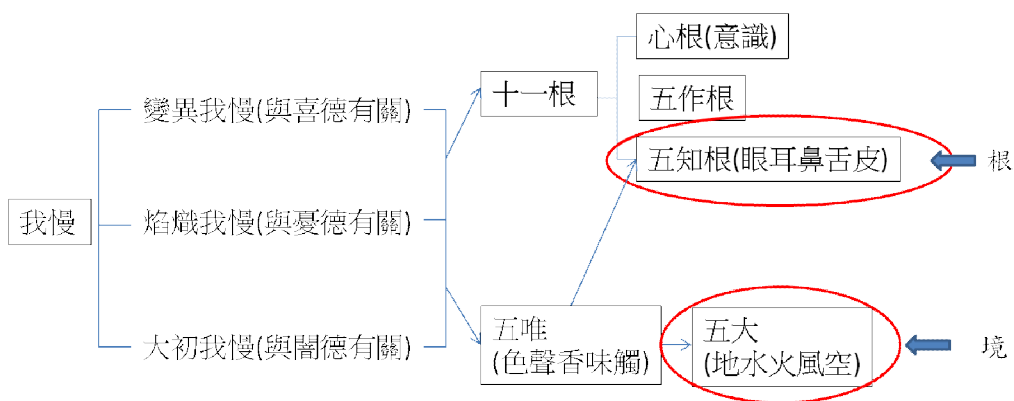 我慢
變異我慢(與喜德有關)
焰熾我慢(與憂德有關)
大初我慢(與闇德有關)
十一根
五唯
(色聲香味觸)
心根(意識)
五作根
五知根(眼耳鼻舌皮)
根
五大
(地水火風空)
境